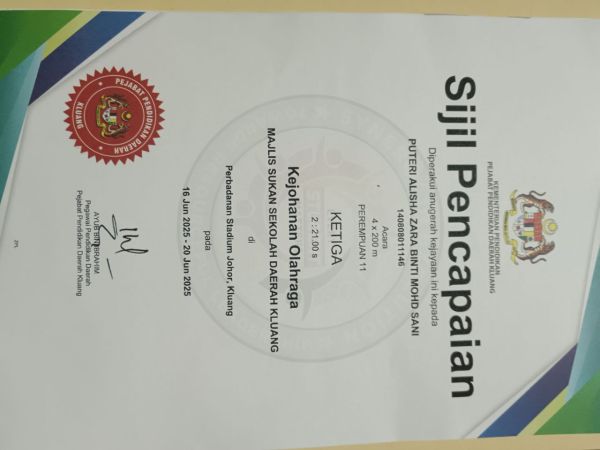 KEMENTERIAN PENDIDIKAN
PEJABAT PENDIDIKAN DAERAH KLUANG
Sijil Pencapaian
Diperakui anugerah kejayaan ini kepada
PUTERI ALISHA ZARA BINTI MOHD SANI
140808011146
Acara
4 x 200 m
PEREMPUAN 11
KETIGA
2 : 21.00 s
Kejohanan Olahraga
MAJLIS SUKAN SEKOLAH DAERAH KLUANG
di
Perbadanan Stadium Johor, Kluang
pada
16 Jun 2025 - 20 Jun 2025
AYUB BIN IBRAHIM
Pegawai Pendidikan Daerah
Pejabat Pendidikan Daerah Kluang
PEJABAT PENDIDIKAN DAERAH
KLUANG